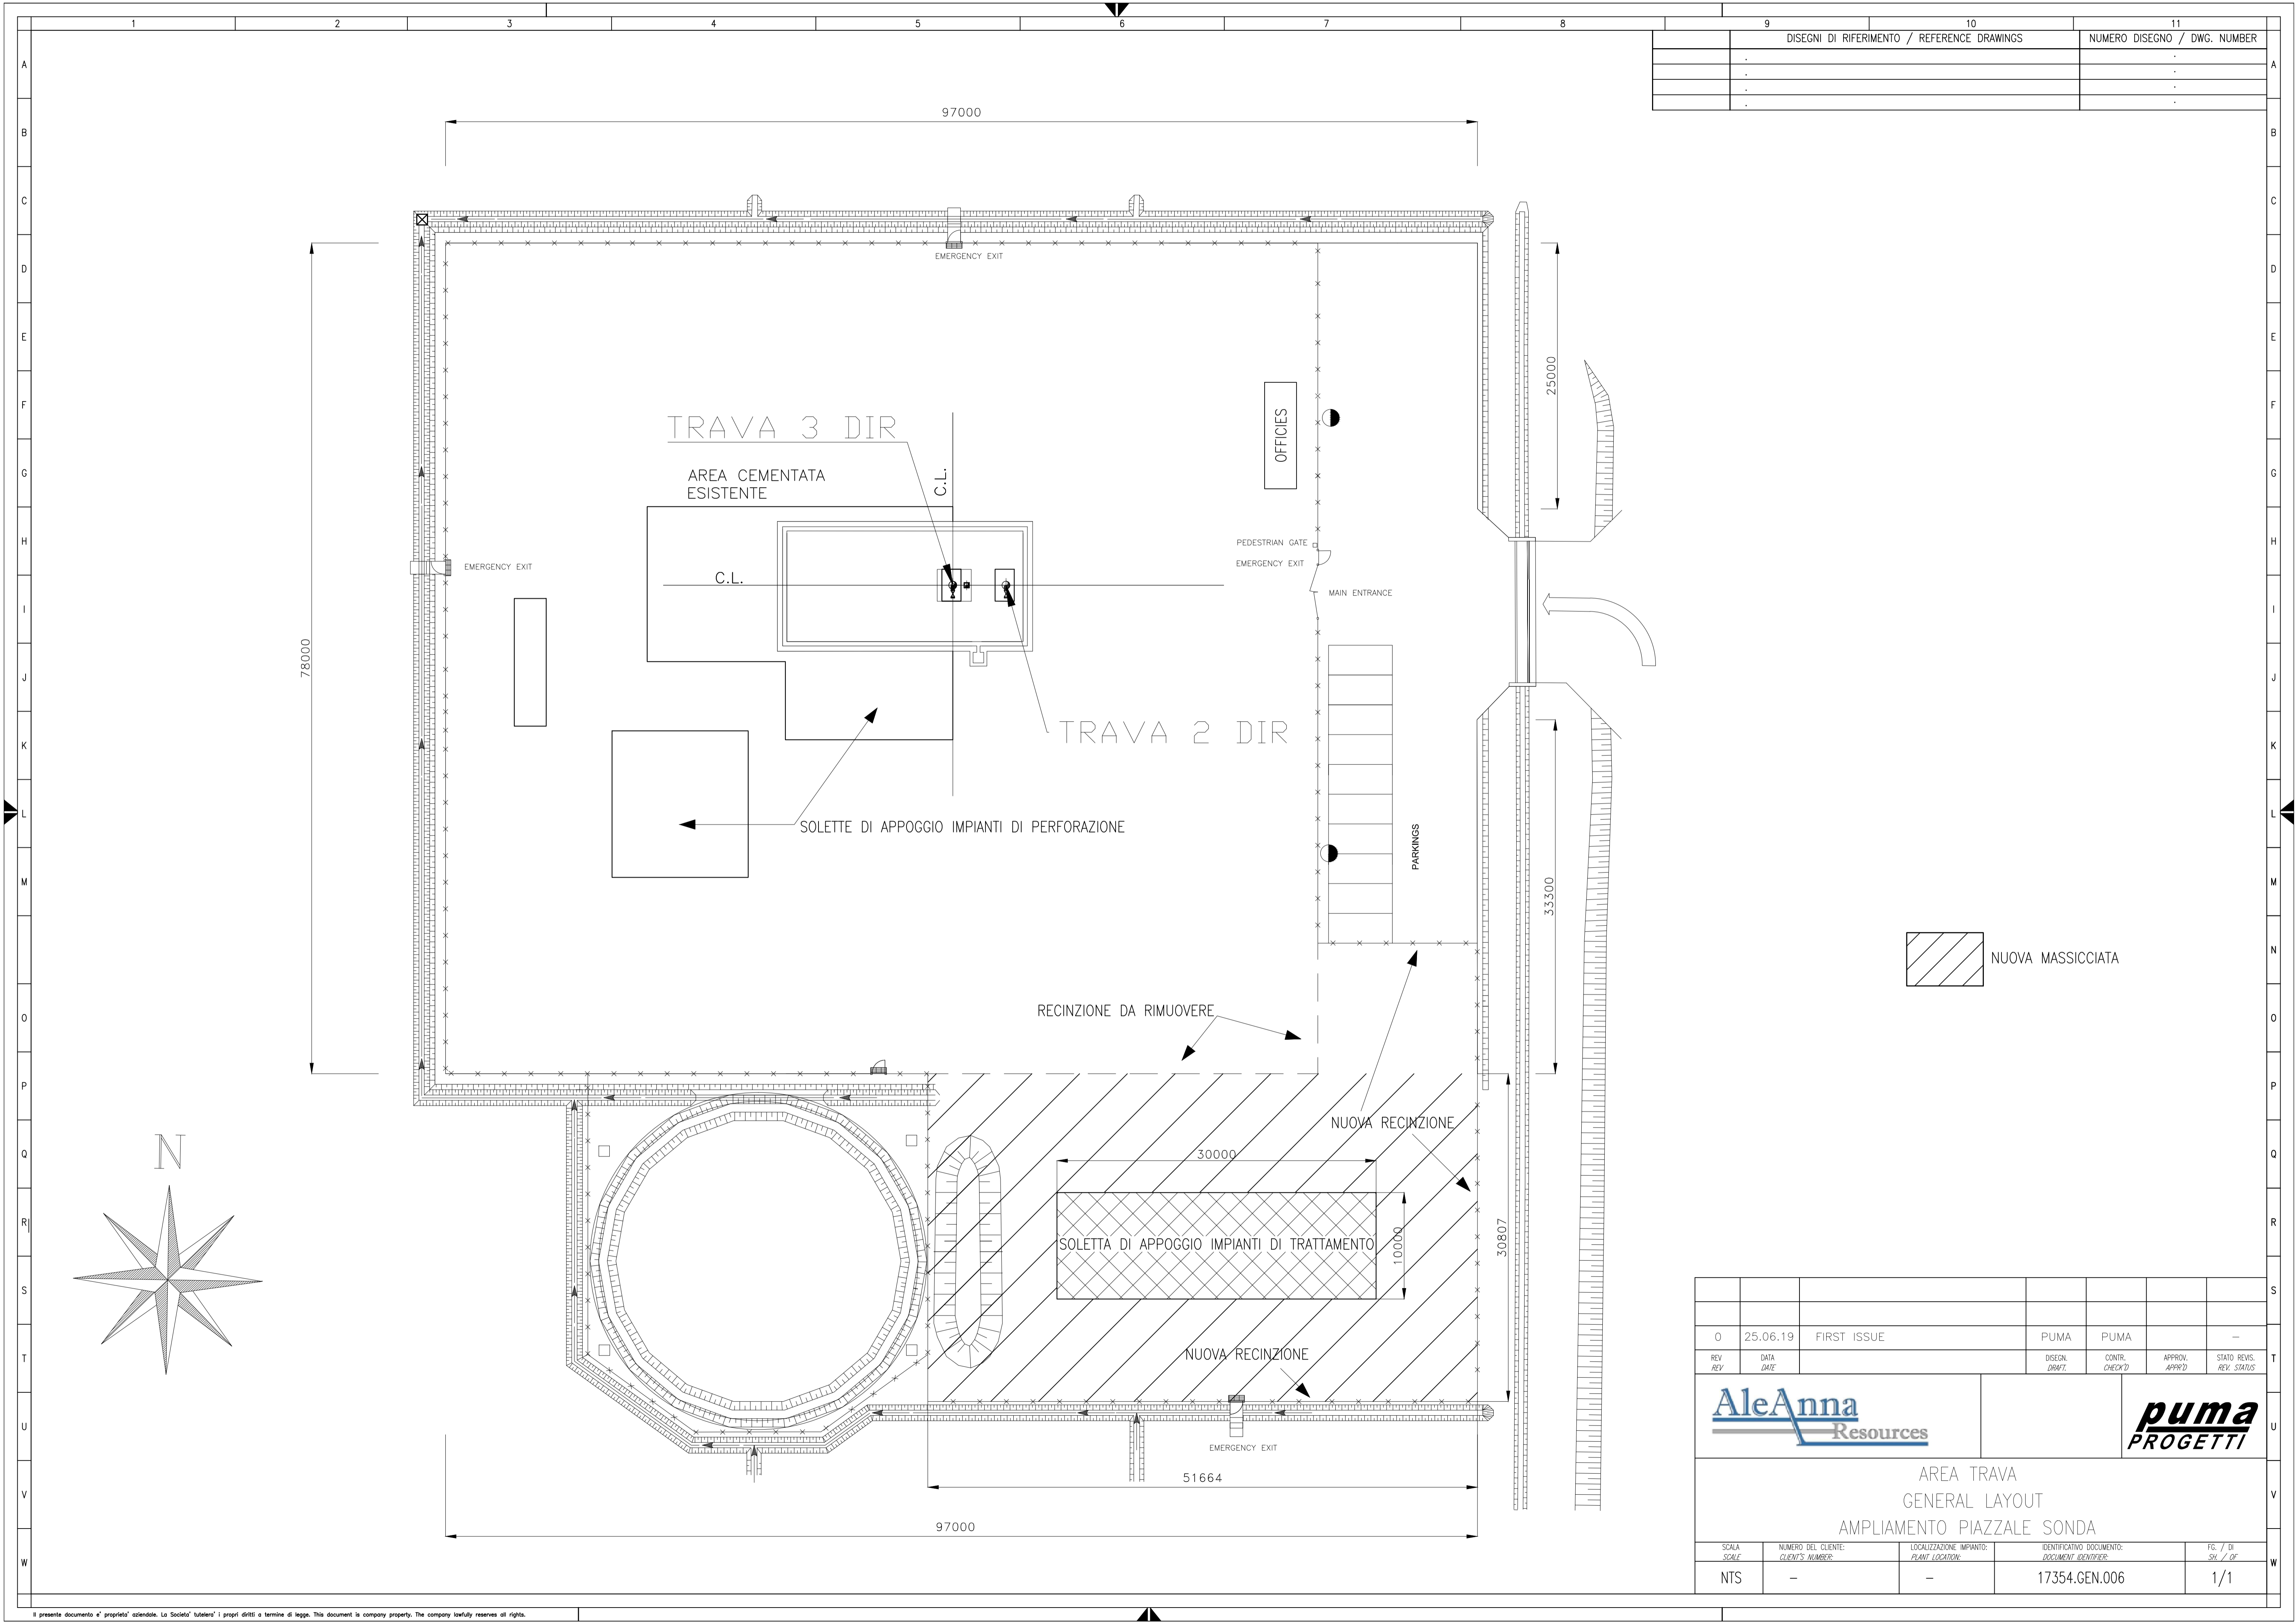 1 2 3 4 5 6 7 8 9 10 11
DISEGNI DI RIFERIMENTO / REFERENCE DRAWINGS
NUMERO DISEGNO / DWG. NUMBER
A A
B B
C C
D D
E E
F F
G G
H H
I I
J J
K K
L L
M M
N
O O
P P
Q Q
R R
S S
T T
U U
V V
W W
97000
EMERGENCY EXIT
25000
OFFICIES
TRAVA 3 DIR
AREA CEMENTATA
ESISTENTE
C.L.
PEDESTRIAN GATE
EMERGENCY EXIT
EMERGENCY EXIT
C.L.
MAIN ENTRANCE
78000
TRAVA 2 DIR
SOLETTE DI APPOGGIO IMPIANTI DI PERFORAZIONE
PARKINGS
33300
NUOVA MASSICCIATA
RECINZIONE DA RIMUOVERE
NUOVA RECINZIONE
N
30000
SOLETTA DI APPOGGIO IMPIANTI DI TRATTAMENTO
10000
30807
NUOVA RECINZIONE
EMERGENCY EXIT
51664
97000
0 25.06.19 FIRST ISSUE PUMA PUMA –
REV DATA DISEGN. CONTR. APPROV. STATO REVIS.
REV DATE DRAFT. CHECK'D APPR'D REV. STATUS
AleAnna
Resources
puma
PROGETTI
AREA TRAVA
GENERAL LAYOUT
AMPLIAMENTO PIAZZALE SONDA
SCALA NUMERO DEL CLIENTE: LOCALIZZAZIONE IMPIANTO: IDENTIFICATIVO DOCUMENTO: FG. / DI
SCALE CLIENT'S NUMBER: PLANT LOCATION: DOCUMENT IDENTIFIER: SH. / OF
NTS – – 17354.GEN.006 1/1
Il presente documento e' proprieta' aziendale. La Societa' tutelera' i propri diritti a termine di legge. This document is company property. The company lawfully reserves all rights.